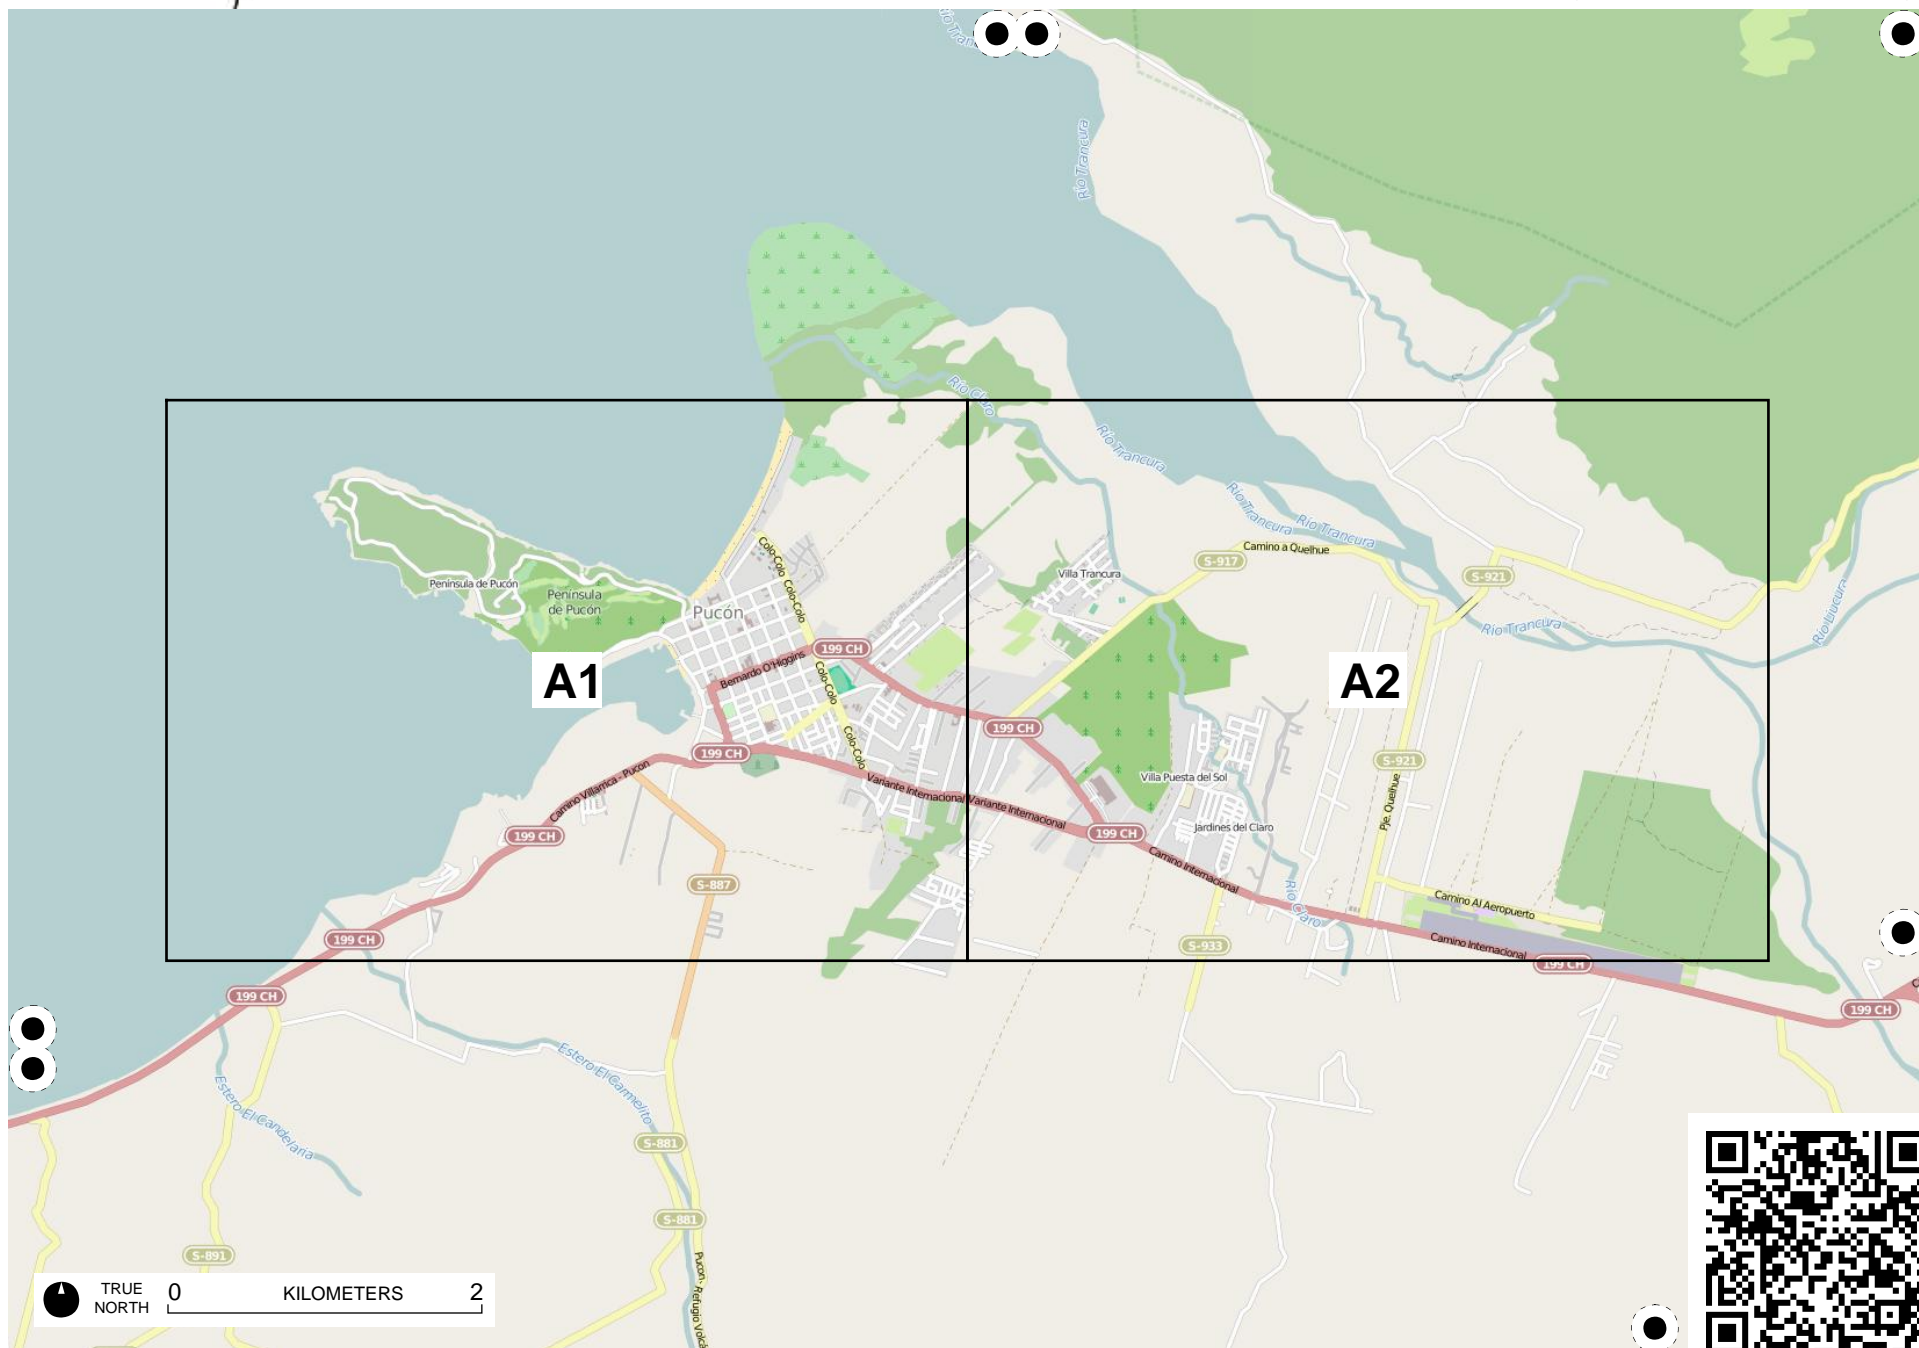 Río Trancura
Río Claro
Río Trancura
Río Trancura
Río Trancura
Camino a Quelhue
S-917
S-921
Villa Trancura
Colo-Colo
Colo-Colo
Península de Pucón
Península
de Pucón
Pucón
Río Liucura
Río Trancura
199 CH
Bernardo O'Higgins
A1
A2
Colo-Colo
199 CH
Colo-Colo
199 CH
S-921
Villa Puesta del Sol
Variante Internacional
Variante Internacional
Camino Villarrica - Pucon
Pje. Quelhue
Jardines del Claro
199 CH
199 CH
Camino Internacional
S-887
Río Claro
Camino Al Aeropuerto
199 CH
S-933
Camino Internacional
199 CH
199 CH
199 CH
Estero El Carmelito
Estero El Candelaria
S-881
S-881
S-891
Pucon - Refugio Volcá
TRUE
NORTH
0 KILOMETERS 2